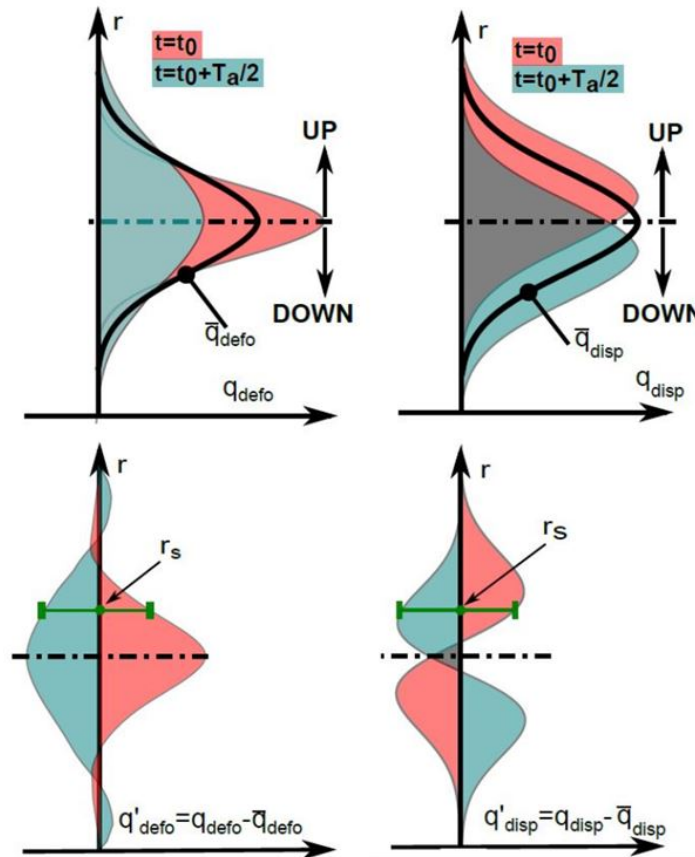 r
t=t0
t=t0+Ta/2
UP
DOWN
q̅defo
qdefo
r
t=t0
t=t0+Ta/2
UP
DOWN
q̅disp
qdisp
r
rs
q'defo=qdefo-q̅defo
r
rs
q'disp=qdisp-q̅disp